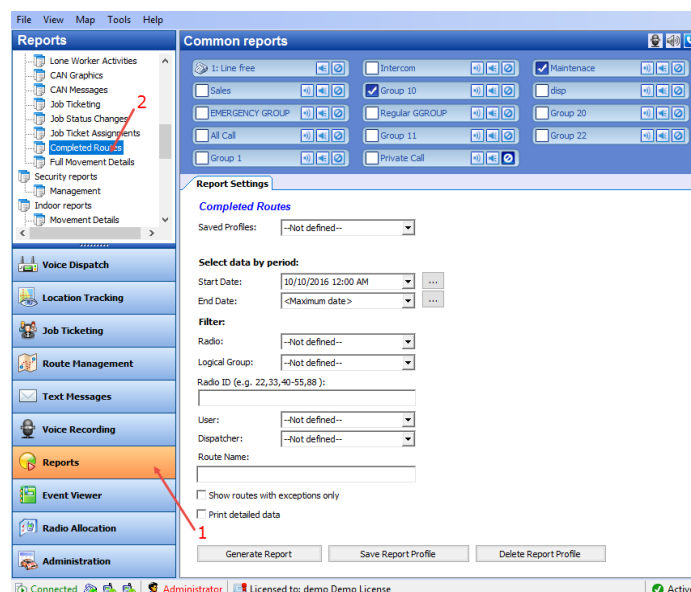 File View Map Tools Help
Reports
Lone Worker Activities
CAN Graphics
CAN Messages
Job Ticketing
Job Status Changes
Job Ticket Assignments
Completed Routes
Full Movement Details
Security reports
Management
Indoor reports
Movement Details
2
Voice Dispatch
Location Tracking
Job Ticketing
Route Management
Text Messages
Voice Recording
Reports
Event Viewer
Radio Allocation
Administration
1
Common reports
1: Line free Intercom Maintenace
Sales Group 10 disp
EMERGENCY GROUP Regular GGROUP Group 20
All Call Group 11 Group 22
Group 1 Private Call
Report Settings
Completed Routes
Saved Profiles: --Not defined--
Select data by period:
Start Date: 10/10/2016 12:00 AM ...
End Date: <Maximum date> ...
Filter:
Radio: --Not defined--
Logical Group: --Not defined--
Radio ID (e.g. 22,33,40-55,88 ):
User: --Not defined--
Dispatcher: --Not defined--
Route Name:
Show routes with exceptions only
Print detailed data
Generate Report Save Report Profile Delete Report Profile
Connected Administrator Licensed to: demo Demo License Active